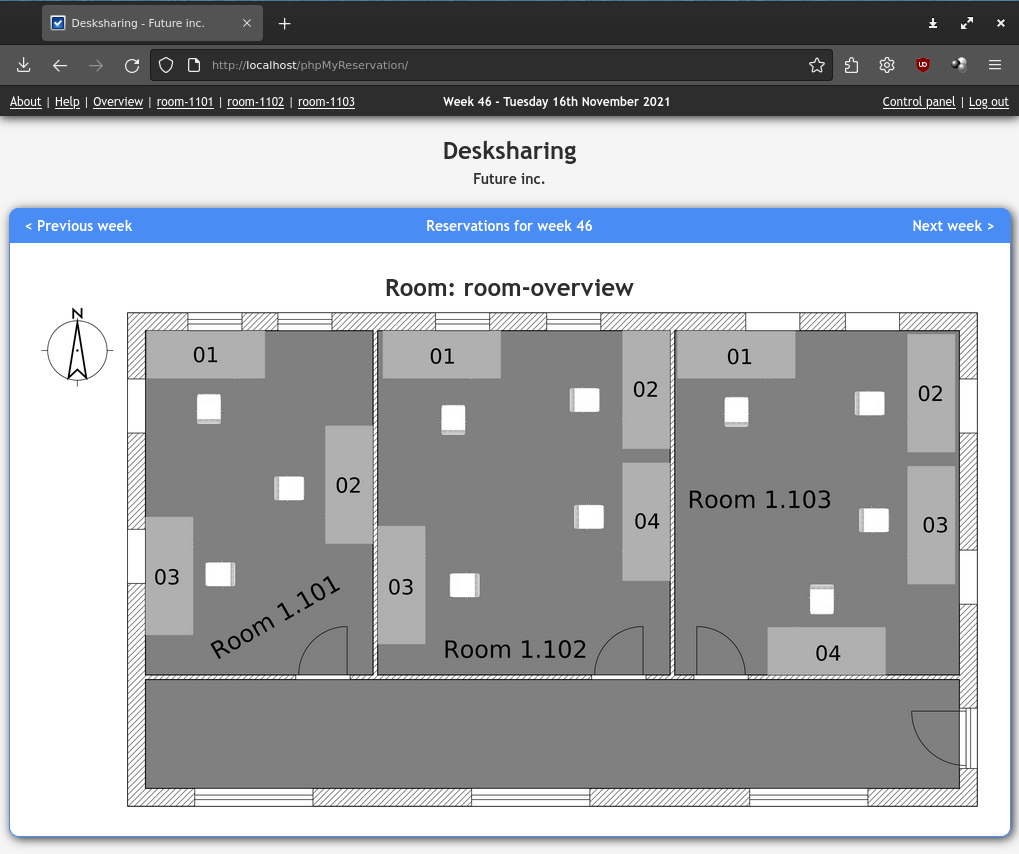 Desksharing - Future inc.
http://localhost/phpMyReservation/
About | Help | Overview | room-1101 | room-1102 | room-1103
Week 46 - Tuesday 16th November 2021
Control panel | Log out
Desksharing
Future inc.
< Previous week
Reservations for week 46
Next week >
Room: room-overview
N
01
02
03
Room 1.101
01
02
03
04
Room 1.102
01
02
03
04
Room 1.103